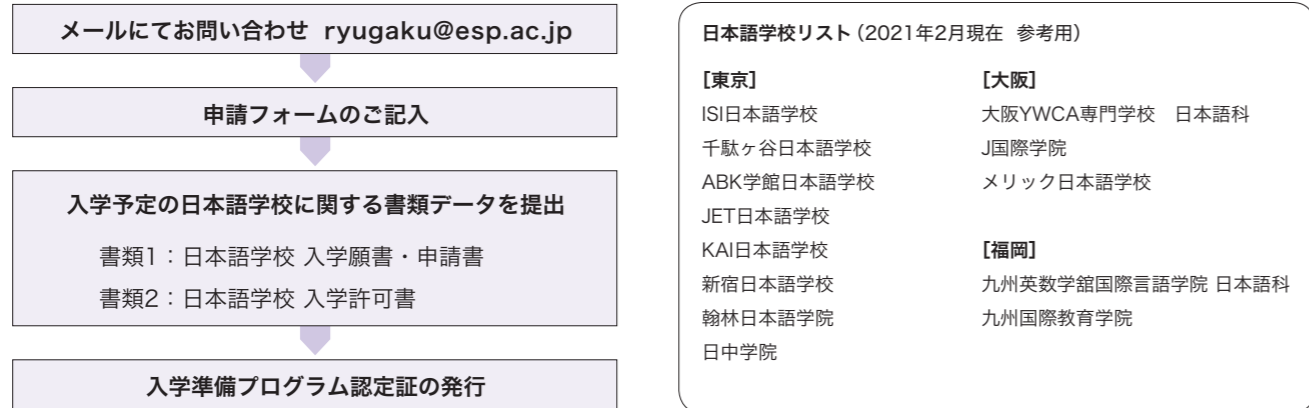 メールにてお問い合わせ ryugaku@esp.ac.jp
申請フォームのご記入
入学予定の日本語学校に関する書類データを提出
書類1：日本語学校 入学願書・申請書
書類2：日本語学校 入学許可書
入学準備プログラム認定証の発行
日本語学校リスト（2021年2月現在 参考用）
［東京］
ISI日本語学校
千駄ヶ谷日本語学校
ABK学館日本語学校
JET日本語学校
KAI日本語学校
新宿日本語学校
翰林日本語学院
日中学院
［大阪］
大阪YWCA専門学校　日本語科
J国際学院
メリック日本語学校
［福岡］
九州英数学舘国際言語学院 日本語科
九州国際教育学院